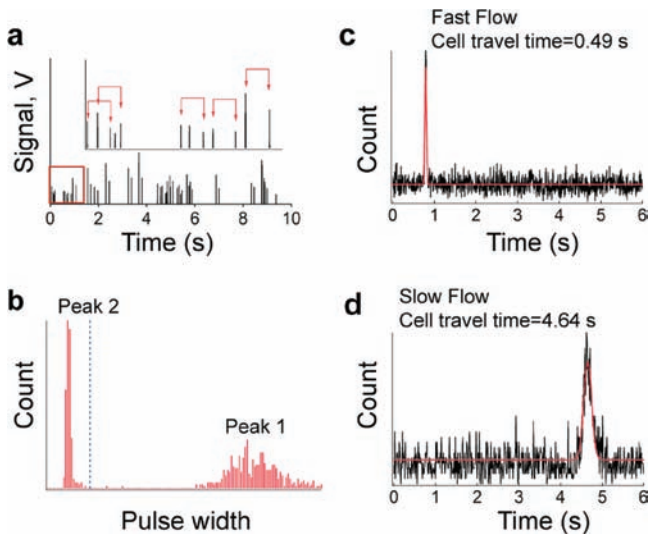 a
Signal, V
0 2 4 6 8 10
Time (s)
b
Peak 2
Peak 1
Count
Pulse width
c
Fast Flow
Cell travel time=0.49 s
Count
0 1 2 3 4 5 6
Time (s)
d
Slow Flow
Cell travel time=4.64 s
Count
0 1 2 3 4 5 6
Time (s)